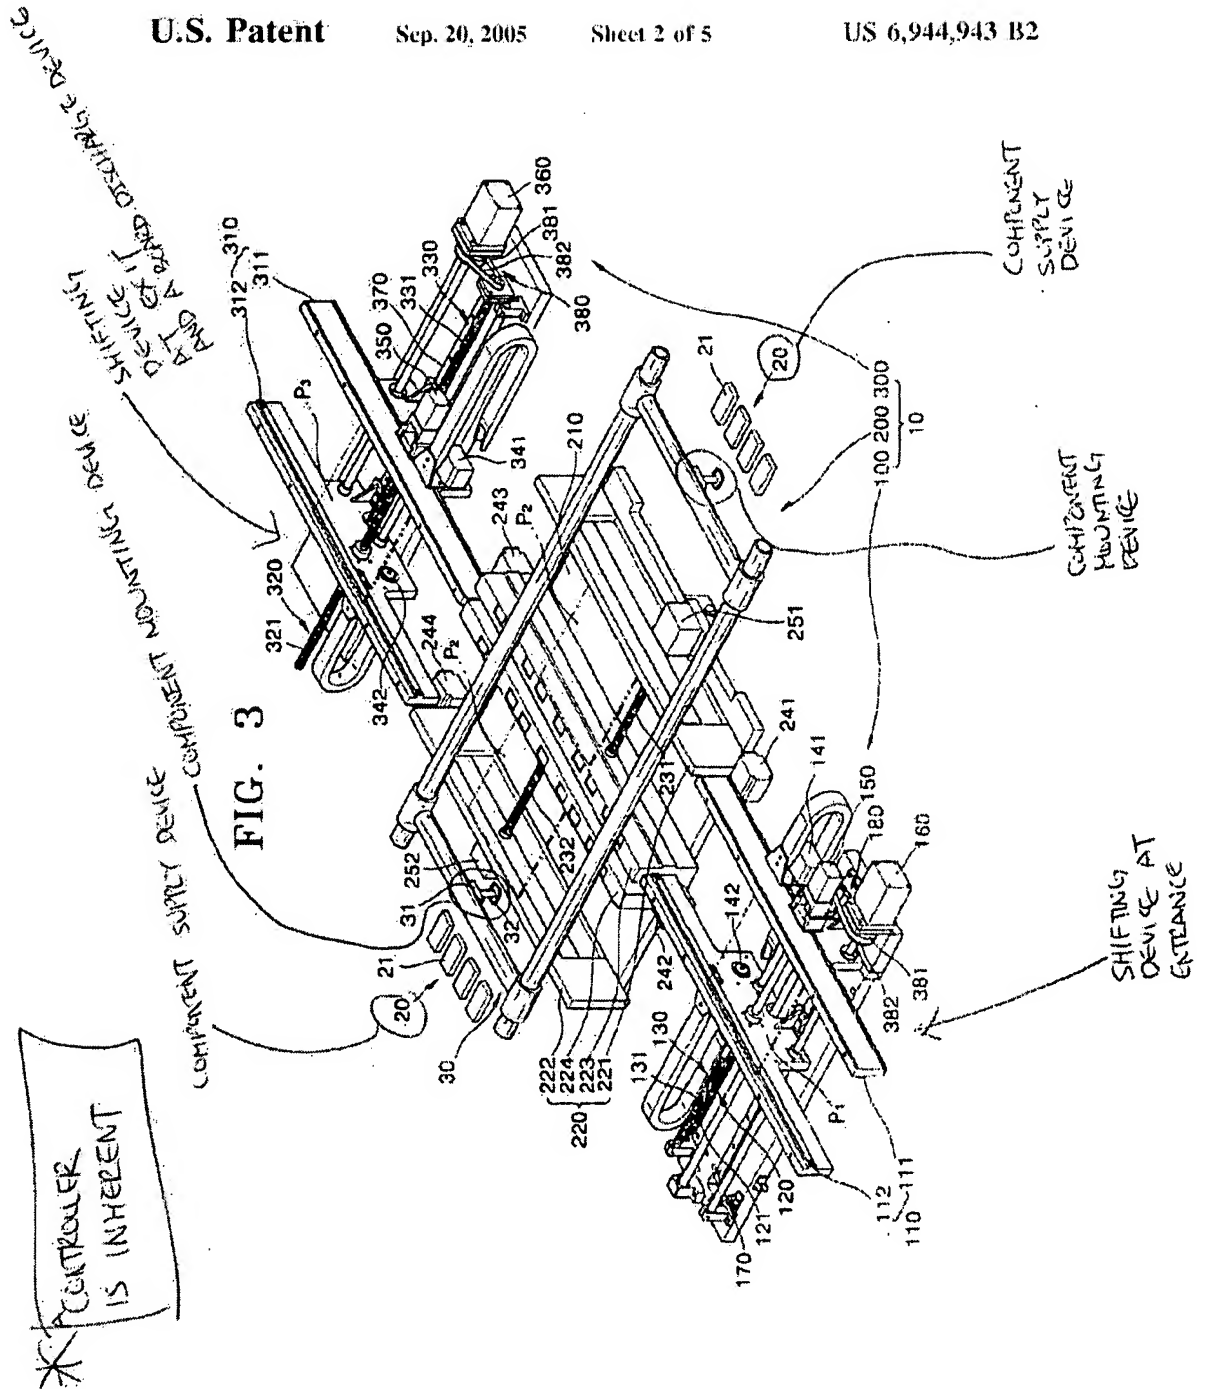 U.S. Patent Sep. 20, 2005 Sheet 2 of 5 US 6,944,943 B2
SHIFTING
DEVICE AT EXIT
AND A BOARD DISCHARGE DEVICE
COMPONENT MOUNTING DEVICE
COMPONENT SUPPLY DEVICE
FIG. 3
* CONTROLLER
IS INHERENT
COMPONENT
SUPPLY
DEVICE
COMPONENT
MOUNTING
DEVICE
SHIFTING
DEVICE AT
ENTRANCE
310
312 311
P3
320
321
342
350
370
331
330
380
382
381
360
341
210
243
P2
244
P2
252
31
32
21
20
30
232
231
251
241
21
20
100 200 300
10
222
224
223
221
220
242
142
141
150
180
160
381
382
131
130
P1
120
121
170
112
111
110